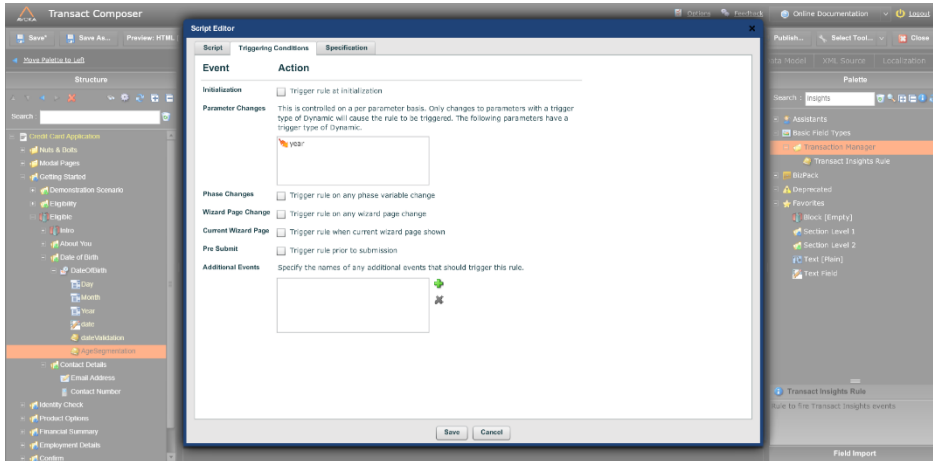 AVOKA
Transact Composer
Options
Feedback
Online Documentation
Logout
Save*
Save As...
Preview: HTML
Publish...
Select Tool...
Close
Move Palette to Left
Data Model
XML Source
Localization
Structure
Search :
Credit Card Application
Nuts & Bolts
Modal Pages
Getting Started
Demonstration Scenario
Eligibility
Eligible
Intro
About You
Date of Birth
DateOfBirth
Day
Month
Year
date
dateValidation
AgeSegmentation
Contact Details
Email Address
Contact Number
Identity Check
Product Options
Financial Summary
Employment Details
Confirm
Script Editor
Script
Triggering Conditions
Specification
Event
Action
Initialization
Trigger rule at initialization
Parameter Changes
This is controlled on a per parameter basis. Only changes to parameters with a trigger
type of Dynamic will cause the rule to be triggered. The following parameters have a
trigger type of Dynamic.
year
Phase Changes
Trigger rule on any phase variable change
Wizard Page Change
Trigger rule on any wizard page change
Current Wizard Page
Trigger rule when current wizard page shown
Pre Submit
Trigger rule prior to submission
Additional Events
Specify the names of any additional events that should trigger this rule.
Save
Cancel
Palette
Search :
Insights
Assistants
Basic Field Types
Transaction Manager
Transact Insights Rule
BizPack
Deprecated
Favorites
Block [Empty]
Section Level 1
Section Level 2
Text [Plain]
Text Field
Transact Insights Rule
Rule to fire Transact Insights events
Field Import